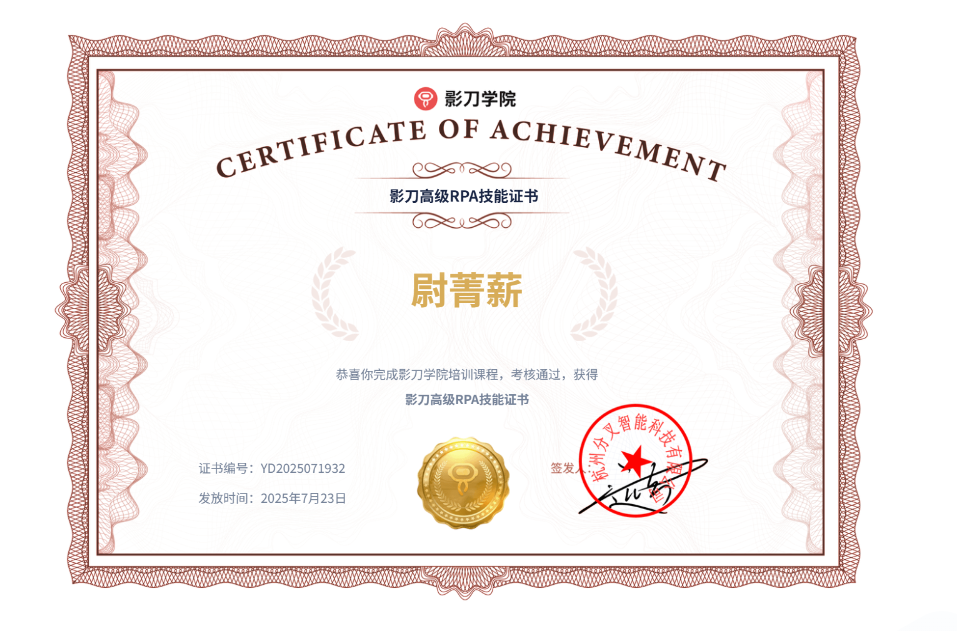 影刀学院
CERTIFICATE OF ACHIEVEMENT
影刀高级RPA技能证书
尉菁薪
恭喜你完成影刀学院培训课程，考核通过，获得
影刀高级RPA技能证书
证书编号：YD2025071932
发放时间：2025年7月23日
签发人
杭州分叉智能科技有限公司